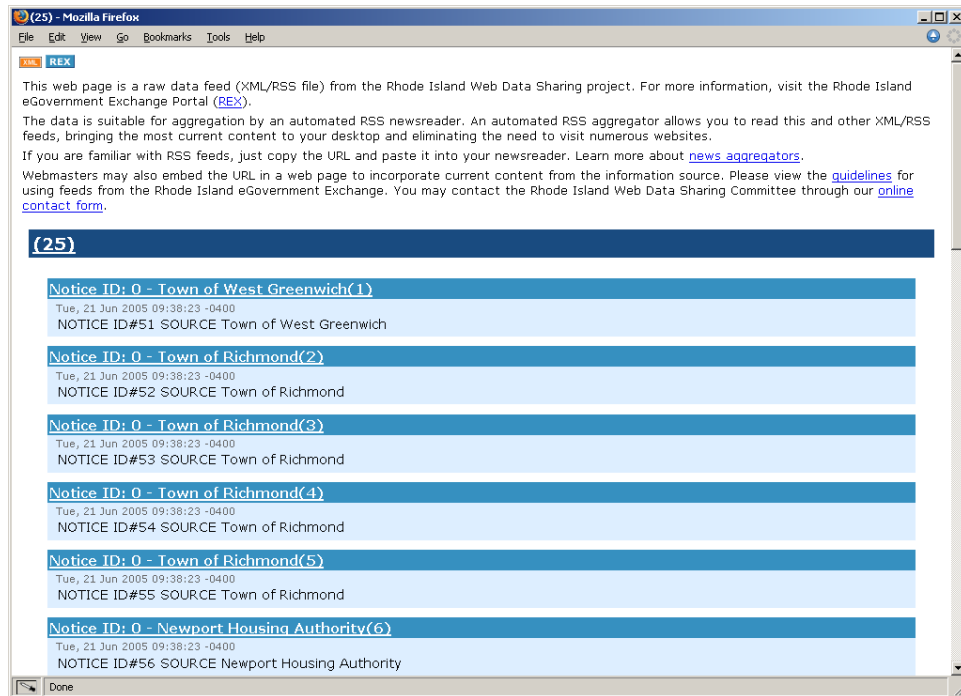 (25) - Mozilla Firefox
File Edit View Go Bookmarks Tools Help
XML REX
This web page is a raw data feed (XML/RSS file) from the Rhode Island Web Data Sharing project. For more information, visit the Rhode Island
eGovernment Exchange Portal (REX).
The data is suitable for aggregation by an automated RSS newsreader. An automated RSS aggregator allows you to read this and other XML/RSS
feeds, bringing the most current content to your desktop and eliminating the need to visit numerous websites.
If you are familiar with RSS feeds, just copy the URL and paste it into your newsreader. Learn more about news aggregators.
Webmasters may also embed the URL in a web page to incorporate current content from the information source. Please view the guidelines for
using feeds from the Rhode Island eGovernment Exchange. You may contact the Rhode Island Web Data Sharing Committee through our online
contact form.
(25)
Notice ID: 0 - Town of West Greenwich(1)
Tue, 21 Jun 2005 09:38:23 -0400
NOTICE ID#51 SOURCE Town of West Greenwich
Notice ID: 0 - Town of Richmond(2)
Tue, 21 Jun 2005 09:38:23 -0400
NOTICE ID#52 SOURCE Town of Richmond
Notice ID: 0 - Town of Richmond(3)
Tue, 21 Jun 2005 09:38:23 -0400
NOTICE ID#53 SOURCE Town of Richmond
Notice ID: 0 - Town of Richmond(4)
Tue, 21 Jun 2005 09:38:23 -0400
NOTICE ID#54 SOURCE Town of Richmond
Notice ID: 0 - Town of Richmond(5)
Tue, 21 Jun 2005 09:38:23 -0400
NOTICE ID#55 SOURCE Town of Richmond
Notice ID: 0 - Newport Housing Authority(6)
Tue, 21 Jun 2005 09:38:23 -0400
NOTICE ID#56 SOURCE Newport Housing Authority
Done